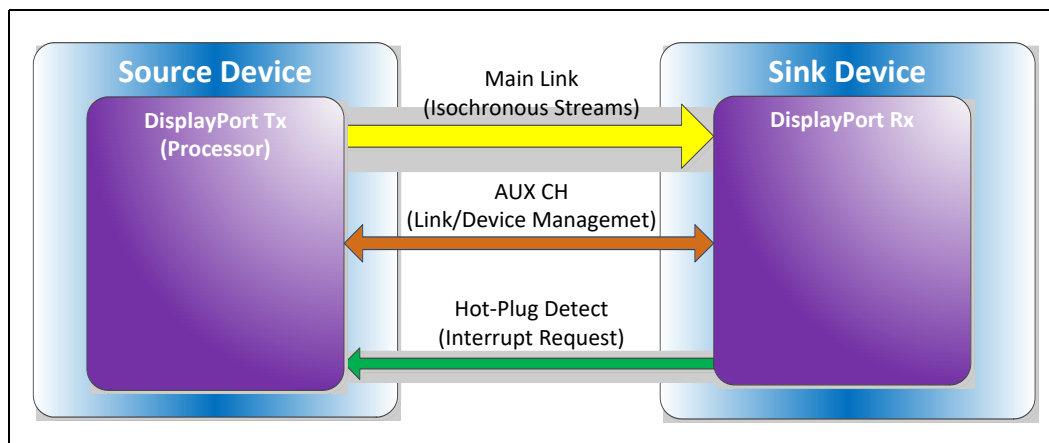 Source Device
DisplayPort Tx
(Processor)
Main Link
(Isochronous Streams)
AUX CH
(Link/Device Managemet)
Hot-Plug Detect
(Interrupt Request)
Sink Device
DisplayPort Rx